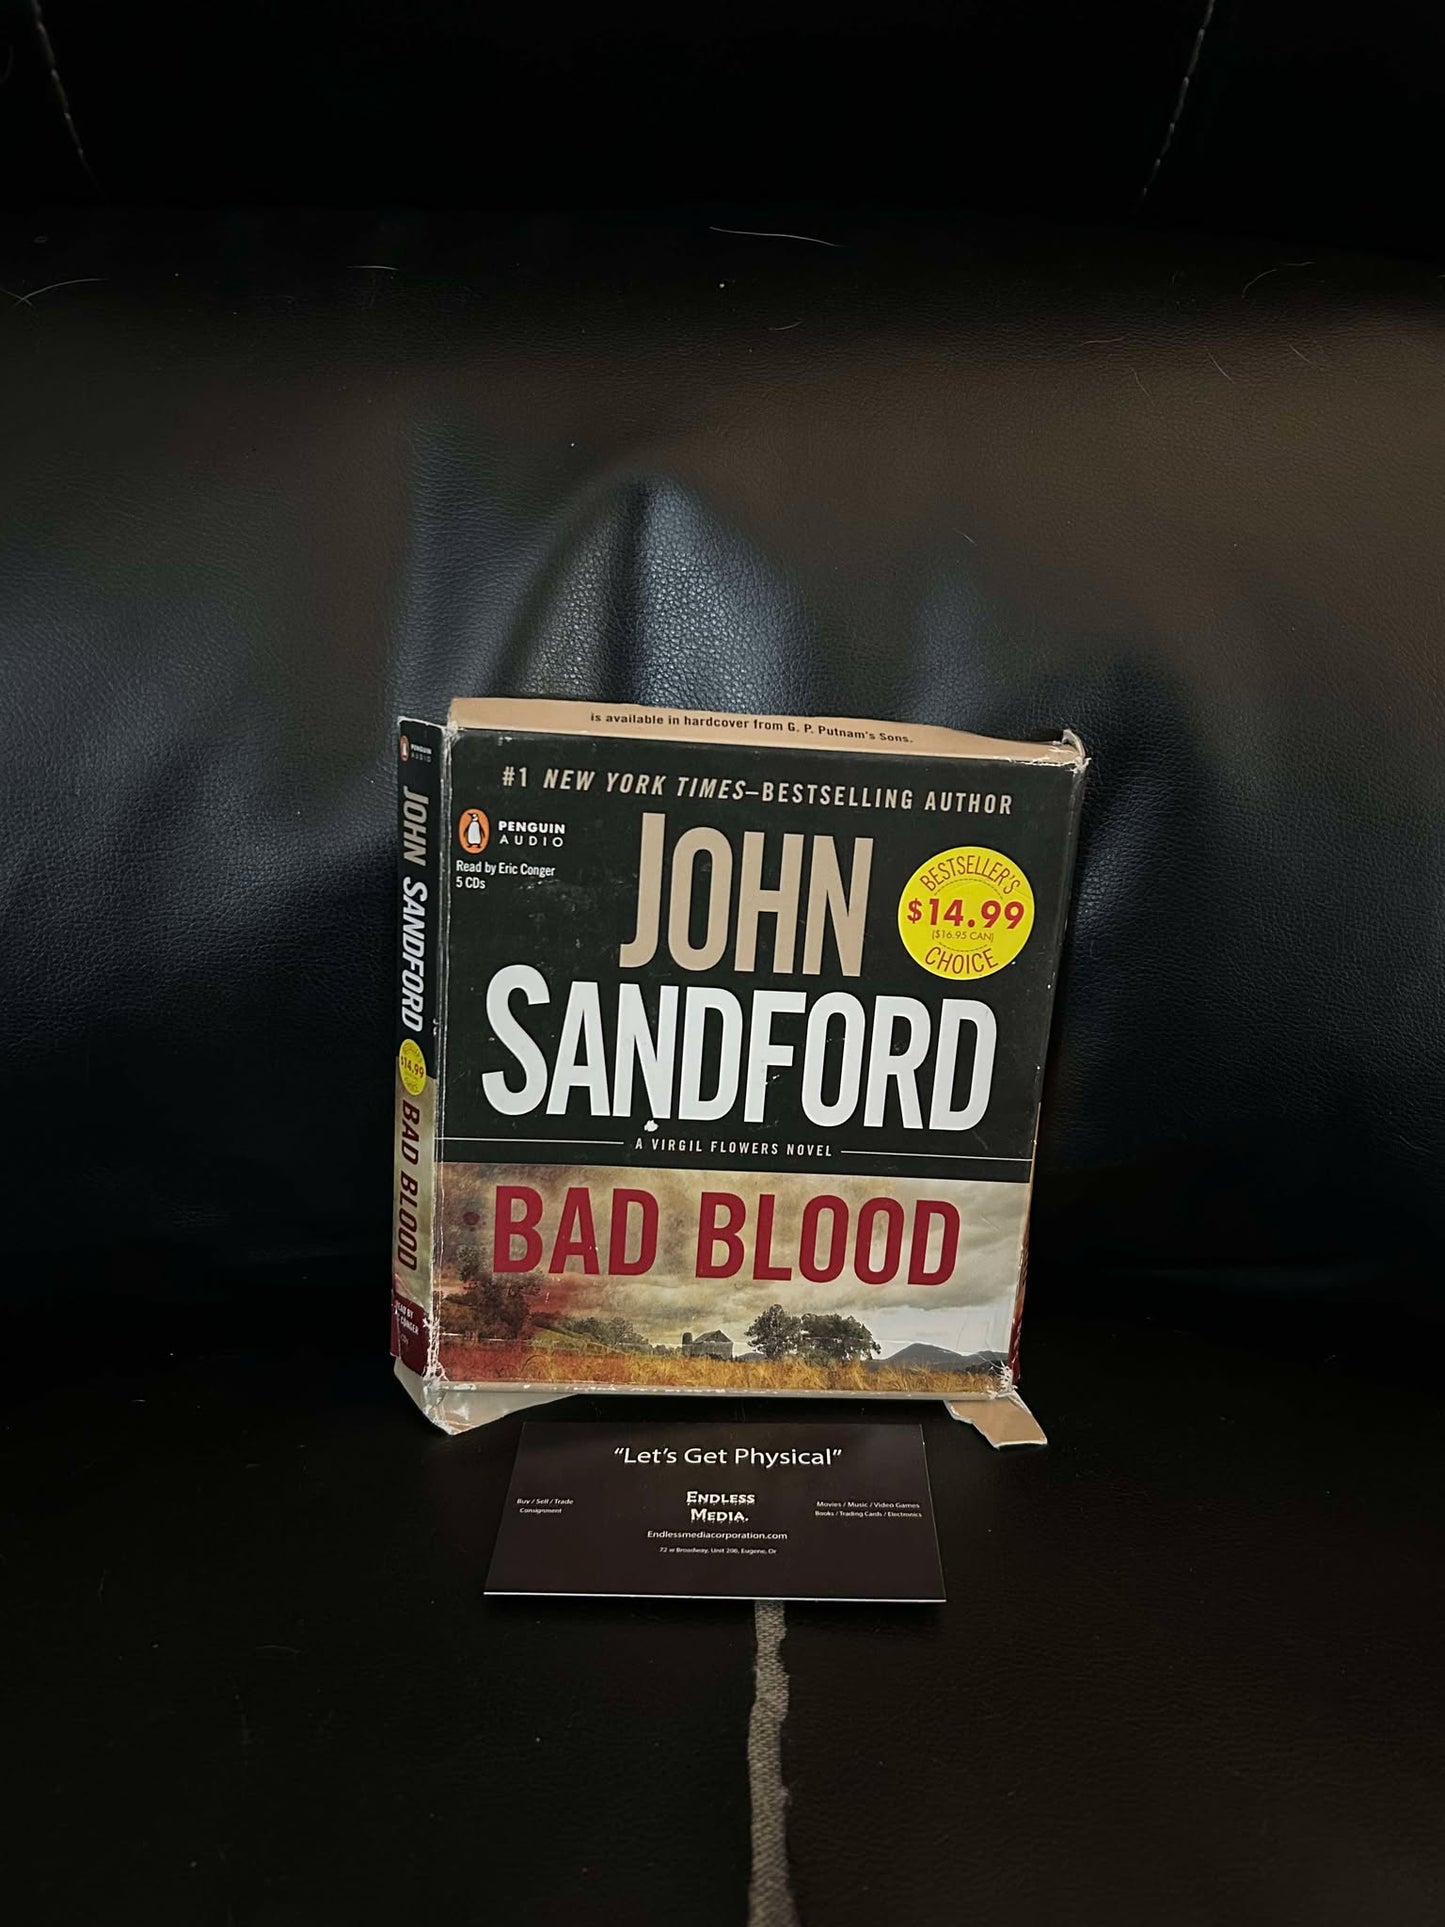 is available in hardcover from G. P. Putnam's Sons.
#1 NEW YORK TIMES–BESTSELLING AUTHOR
PENGUIN
AUDIO
Read by Eric Conger
5 CDs
JOHN
SANDFORD
BESTSELLER'S
$14.99
($16.95 CAN)
CHOICE
A VIRGIL FLOWERS NOVEL
BAD BLOOD
PENGUIN
AUDIO
JOHN SANDFORD
$14.99
BAD BLOOD
READ BY
CONGER
"Let's Get Physical"
Buy / Sell / Trade
Consignment
ENDLESS
MEDIA.
Movies / Music / Video Games
Books / Trading Cards / Electronics
Endlessmediacorporation.com
72 w Broadway, Unit 206, Eugene, Or